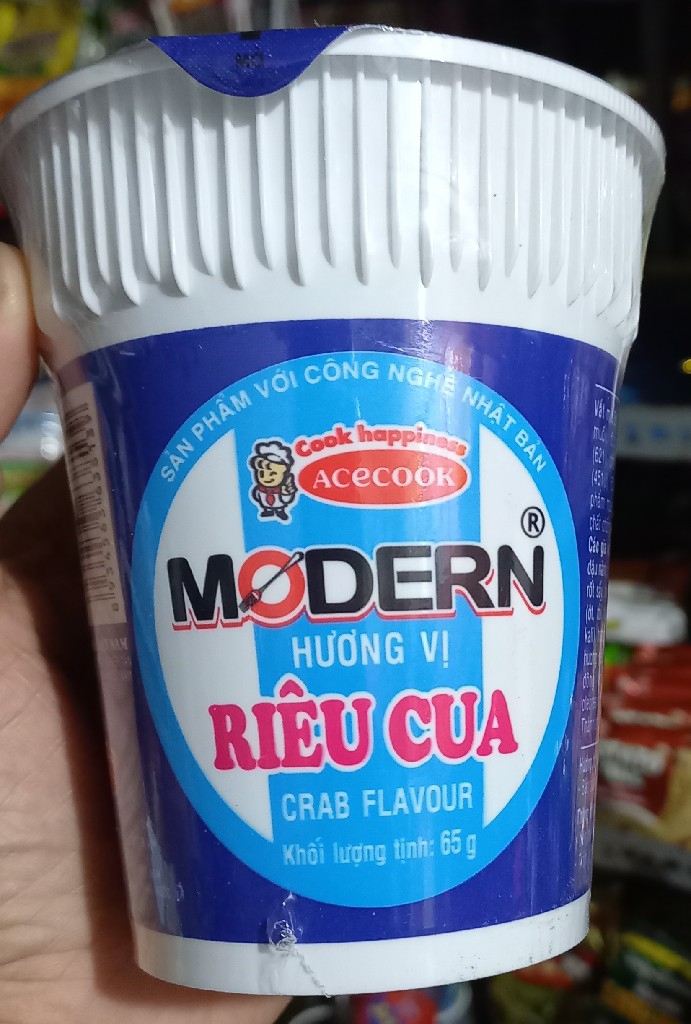 SẢN PHẨM VỚI CÔNG NGHỆ NHẬT BẢN
Cook happiness
ACECOOK
MODERN®
HƯƠNG VỊ
RIÊU CUA
CRAB FLAVOUR
Khối lượng tịnh: 65 g